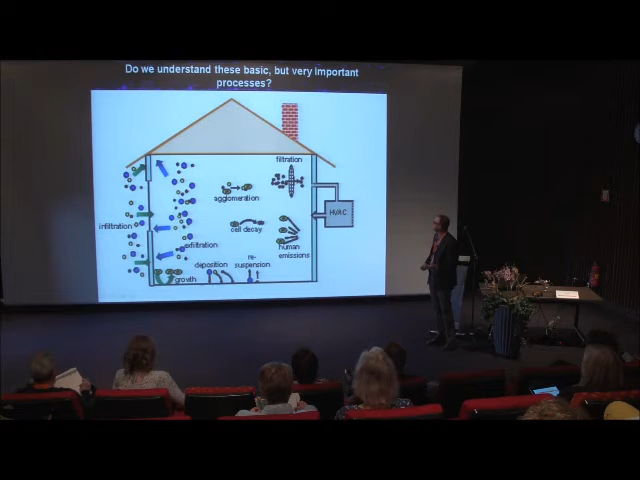 Do we understand these basic, but very important
processes?
filtration
agglomeration
HVAC
infiltration
cell decay
exfiltration
human
emissions
deposition
re-
suspension
growth